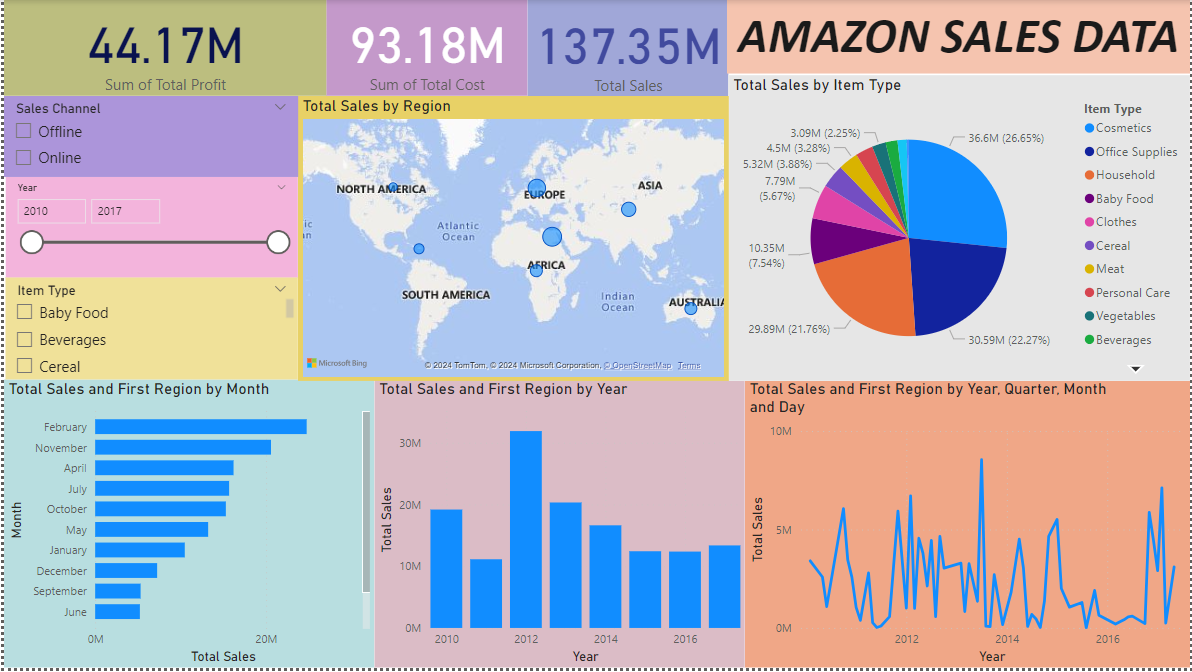 44.17M
Sum of Total Profit
93.18M
Sum of Total Cost
137.35M
Total Sales
AMAZON SALES DATA
Sales Channel
Offline
Online
Year
2010
2017
Item Type
Baby Food
Beverages
Cereal
Total Sales by Region
NORTH AMERICA
EUROPE
ASIA
Atlantic
Ocean
AFRICA
SOUTH AMERICA
Indian
Ocean
AUSTRALIA
Microsoft Bing
© 2024 TomTom, © 2024 Microsoft Corporation, © OpenStreetMap Terms
Total Sales by Item Type
3.09M (2.25%)
4.5M (3.28%)
5.32M (3.88%)
7.79M
(5.67%)
10.35M
(7.54%)
29.89M (21.76%)
36.6M (26.65%)
30.59M (22.27%)
Item Type
Cosmetics
Office Supplies
Household
Baby Food
Clothes
Cereal
Meat
Personal Care
Vegetables
Beverages
Total Sales and First Region by Month
Month
February
November
April
July
October
May
January
December
September
June
0M
20M
Total Sales
Total Sales and First Region by Year
Total Sales
30M
20M
10M
0M
2010
2012
2014
2016
Year
Total Sales and First Region by Year, Quarter, Month
and Day
Total Sales
10M
5M
0M
2012
2014
2016
Year